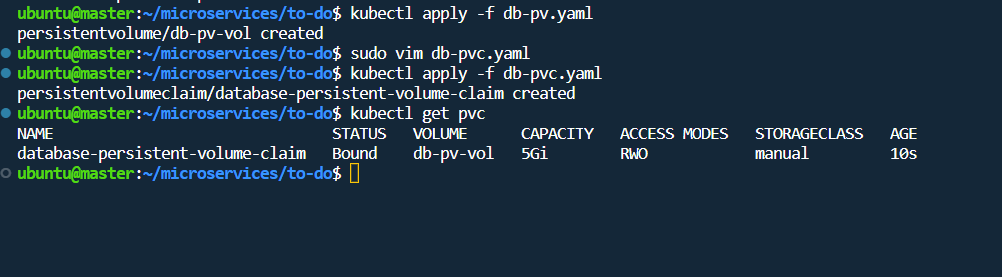 ubuntu@master:~/microservices/to-do$ kubectl apply -f db-pv.yaml
persistentvolume/db-pv-vol created
ubuntu@master:~/microservices/to-do$ sudo vim db-pvc.yaml
ubuntu@master:~/microservices/to-do$ kubectl apply -f db-pvc.yaml
persistentvolumeclaim/database-persistent-volume-claim created
ubuntu@master:~/microservices/to-do$ kubectl get pvc
NAME STATUS VOLUME CAPACITY ACCESS MODES STORAGECLASS AGE
database-persistent-volume-claim Bound db-pv-vol 5Gi RWO manual 10s
ubuntu@master:~/microservices/to-do$